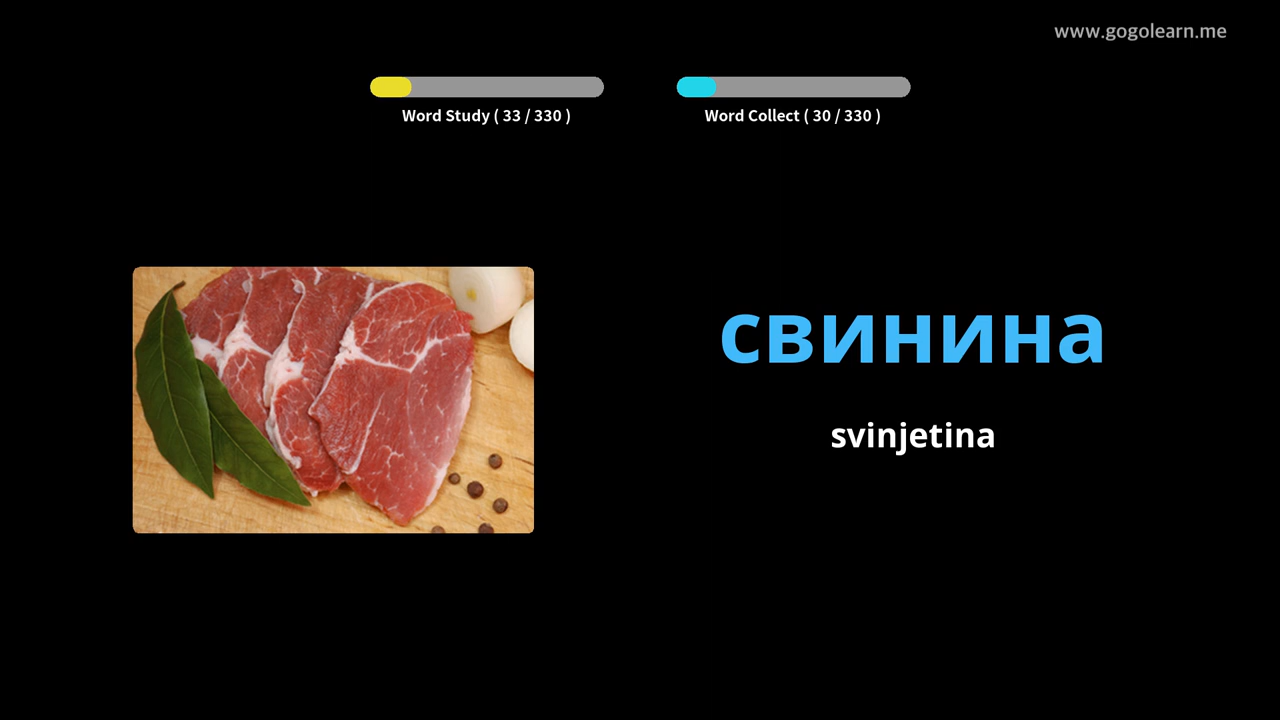 www.gogolearn.me
Word Study ( 33 / 330 )
Word Collect ( 30 / 330 )
свинина
svinjetina